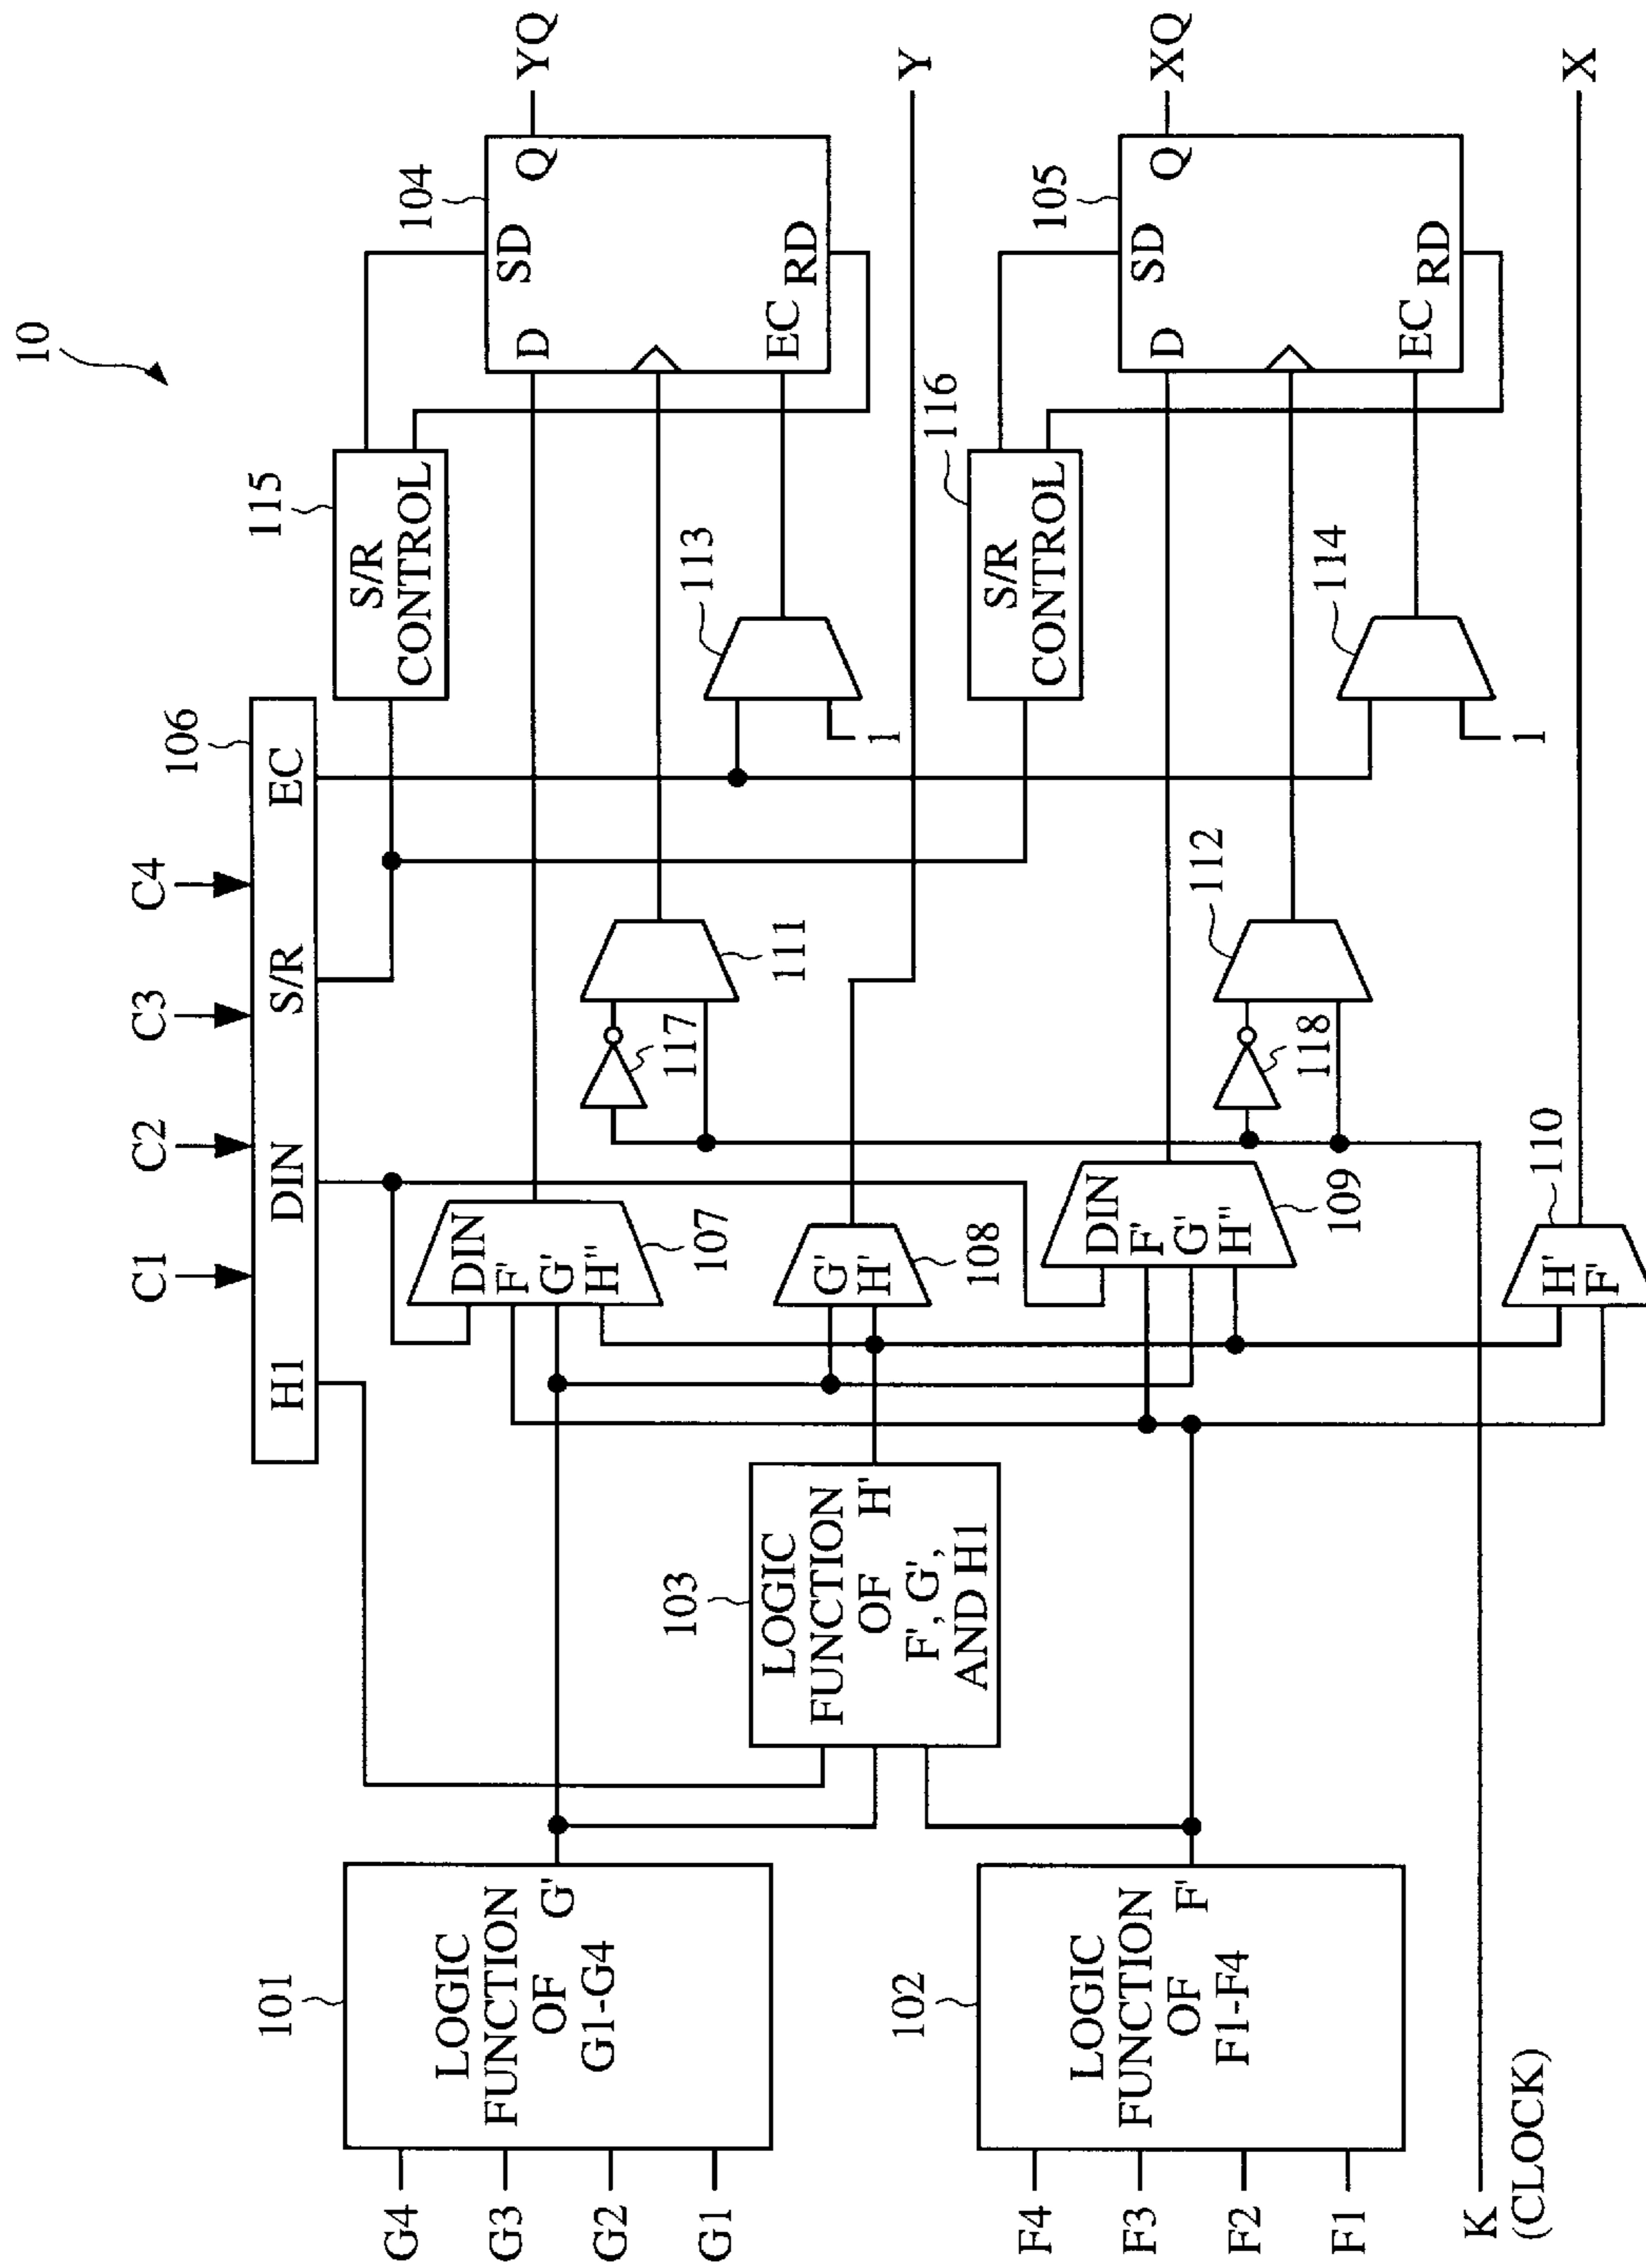 10
C1
C2
C3
C4
106
H1
DIN
S/R
EC
115
S/R
CONTROL
104
SD
D
Q
EC
RD
YQ
101
LOGIC
FUNCTION
OF
G1-G4
G'
G4
G3
G2
G1
DIN
F'
G'
H"
107
117
111
113
1
Y
103
LOGIC
FUNCTION
OF
F', G',
AND H1
H'
G'
H'
108
116
S/R
CONTROL
105
SD
D
Q
EC
RD
XQ
102
LOGIC
FUNCTION
OF
F1-F4
F'
F4
F3
F2
F1
DIN
F'
G'
H"
109
118
112
114
1
K
(CLOCK)
H'
F'
110
X